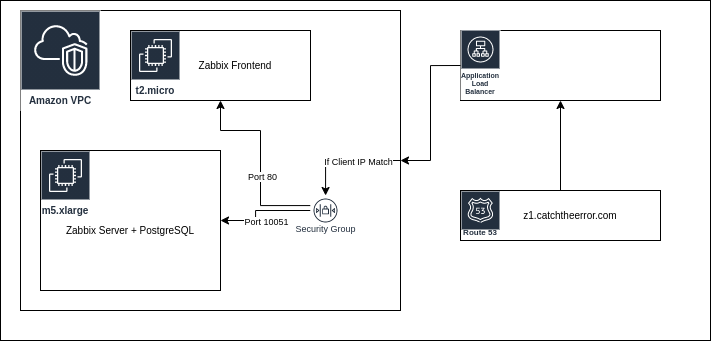 Amazon VPC
t2.micro
Zabbix Frontend
m5.xlarge
Zabbix Server + PostgreSQL
Port 80
Port 10051
If Client IP Match
Security Group
Application
Load
Balancer
53
Route 53
z1.catchtheerror.com